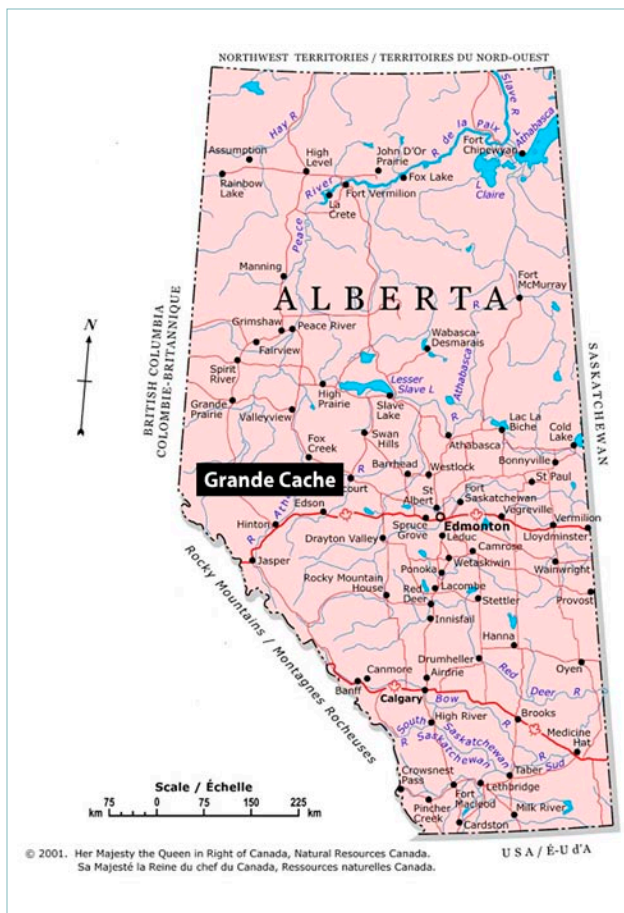 NORTHWEST TERRITORIES / TERRITOIRES DU NORD-OUEST
Slave R
Hay R
R de la Paix
L Athabasca
Fort Chipewyan
Assumption
High Level
John D'Or Prairie
Rainbow Lake
Fox Lake
Fort Vermilion
L Claire
River
La Crete
Peace
Manning
Fort McMurray
ALBERTA
N
BRITISH COLUMBIA
COLOMBIE-BRITANNIQUE
SASKATCHEWAN
Grimshaw
Peace River
Fairview
Wabasca-Desmarais
Athabasca R
Spirit River
Lesser Slave L
High Prairie
Grande Prairie
Valleyview
Slave Lake
R
Lac La Biche
Cold Lake
Fox Creek
Swan Hills
Athabasca
Bonnyville
Barrhead
Westlock
St Paul
Grande Cache
court
R
St Albert
Fort Saskatchewan
Vegreville
Edson
Ath
R
Hinton
Spruce Grove
Edmonton
Vermilion
Lloydminster
Drayton Valley
Leduc
Camrose
Jasper
Wetaskiwin
Wainwright
Ponoka
Rocky Mountain House
Red Deer
Lacombe
Stettler
Provost
Innisfail
Rocky Mountains / Montagnes Rocheuses
Hanna
Drumheller
Oyen
Canmore
Airdrie
Red Deer R
Banff
Calgary
Bow R
Brooks
High River
Medicine Hat
South Saskatchewan R
Saskatchewan R Sud
Crowsnest Pass
Taber
Lethbridge
Fort Macleod
Pincher Creek
Milk River
Cardston
Scale / Échelle
75 0 75 150 225
km km
USA / É-U d'A
© 2001. Her Majesty the Queen in Right of Canada, Natural Resources Canada.
Sa Majesté la Reine du chef du Canada, Ressources naturelles Canada.